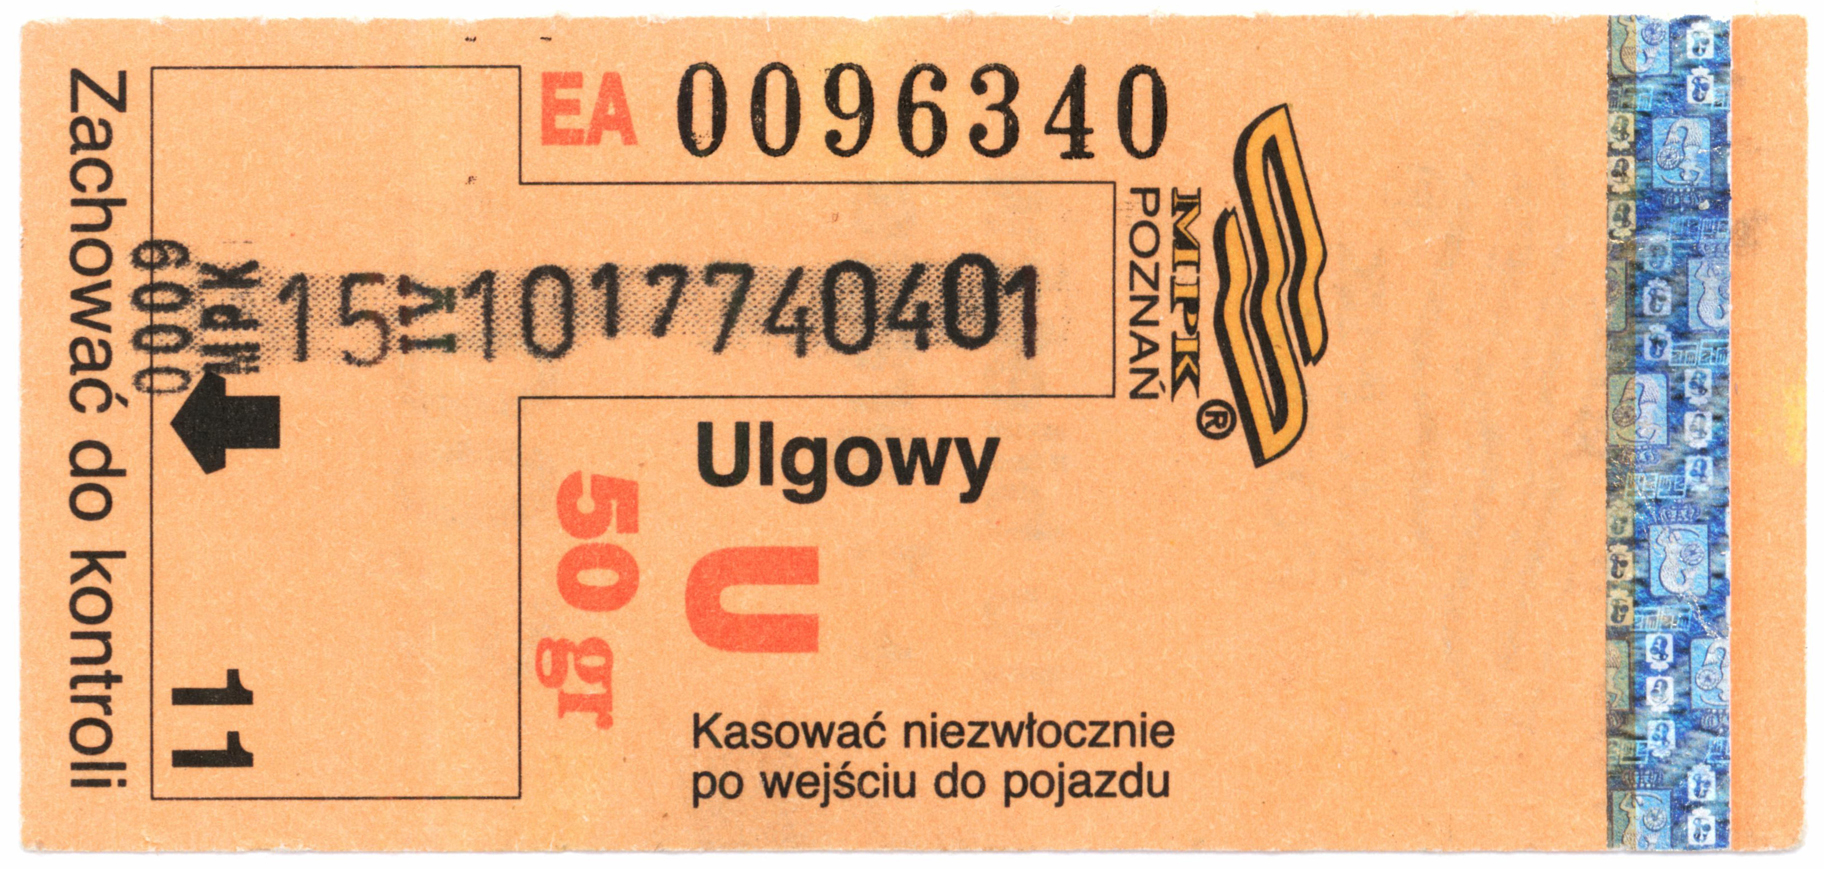 Zachować do kontroli
EA 0096340
6000
MPK
15 IV 1017740401
MPK
POZNAŃ
®
Ulgowy
50 gr
U
11
Kasować niezwłocznie
po wejściu do pojazdu